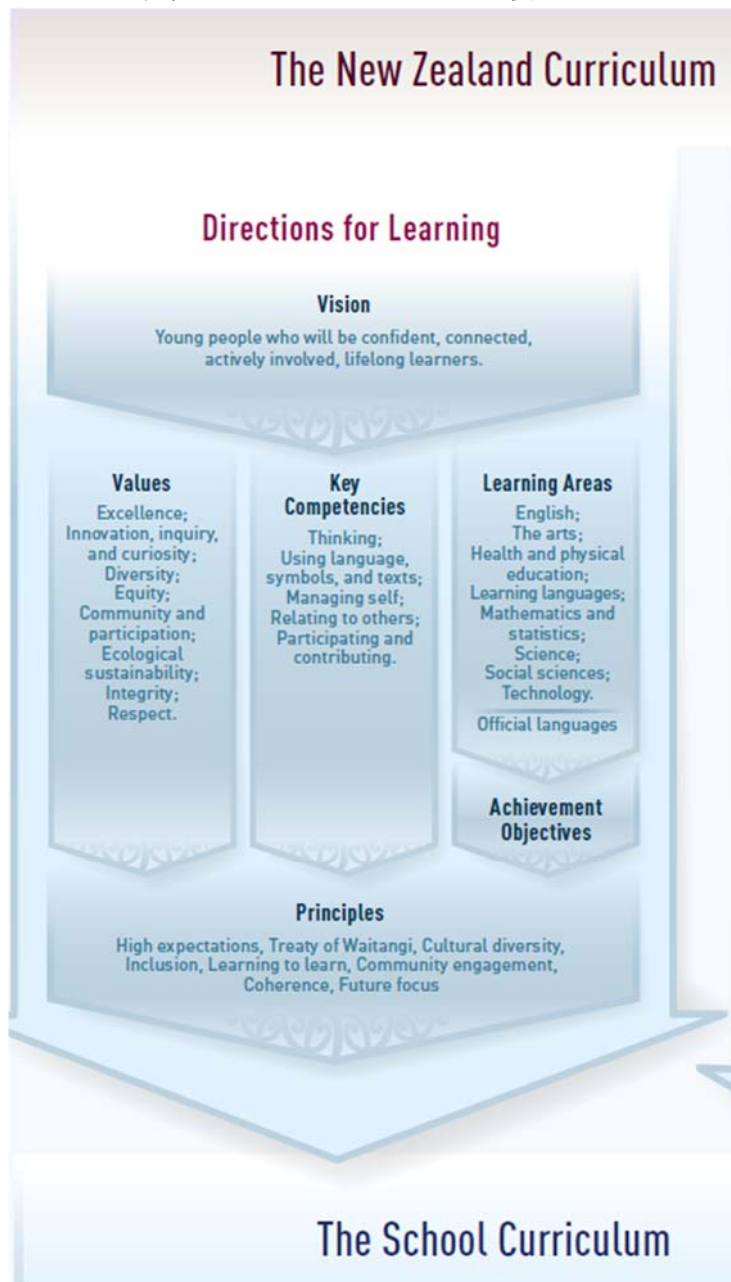 The New Zealand Curriculum
Directions for Learning
Vision
Young people who will be confident, connected,
actively involved, lifelong learners.
Values
Excellence;
Innovation, inquiry,
and curiosity;
Diversity;
Equity;
Community and
participation;
Ecological
sustainability;
Integrity;
Respect.
Key
Competencies
Thinking;
Using language,
symbols, and texts;
Managing self;
Relating to others;
Participating and
contributing.
Learning Areas
English;
The arts;
Health and physical
education;
Learning languages;
Mathematics and
statistics;
Science;
Social sciences;
Technology.
Official languages
Achievement
Objectives
Principles
High expectations, Treaty of Waitangi, Cultural diversity,
Inclusion, Learning to learn, Community engagement,
Coherence, Future focus
The School Curriculum